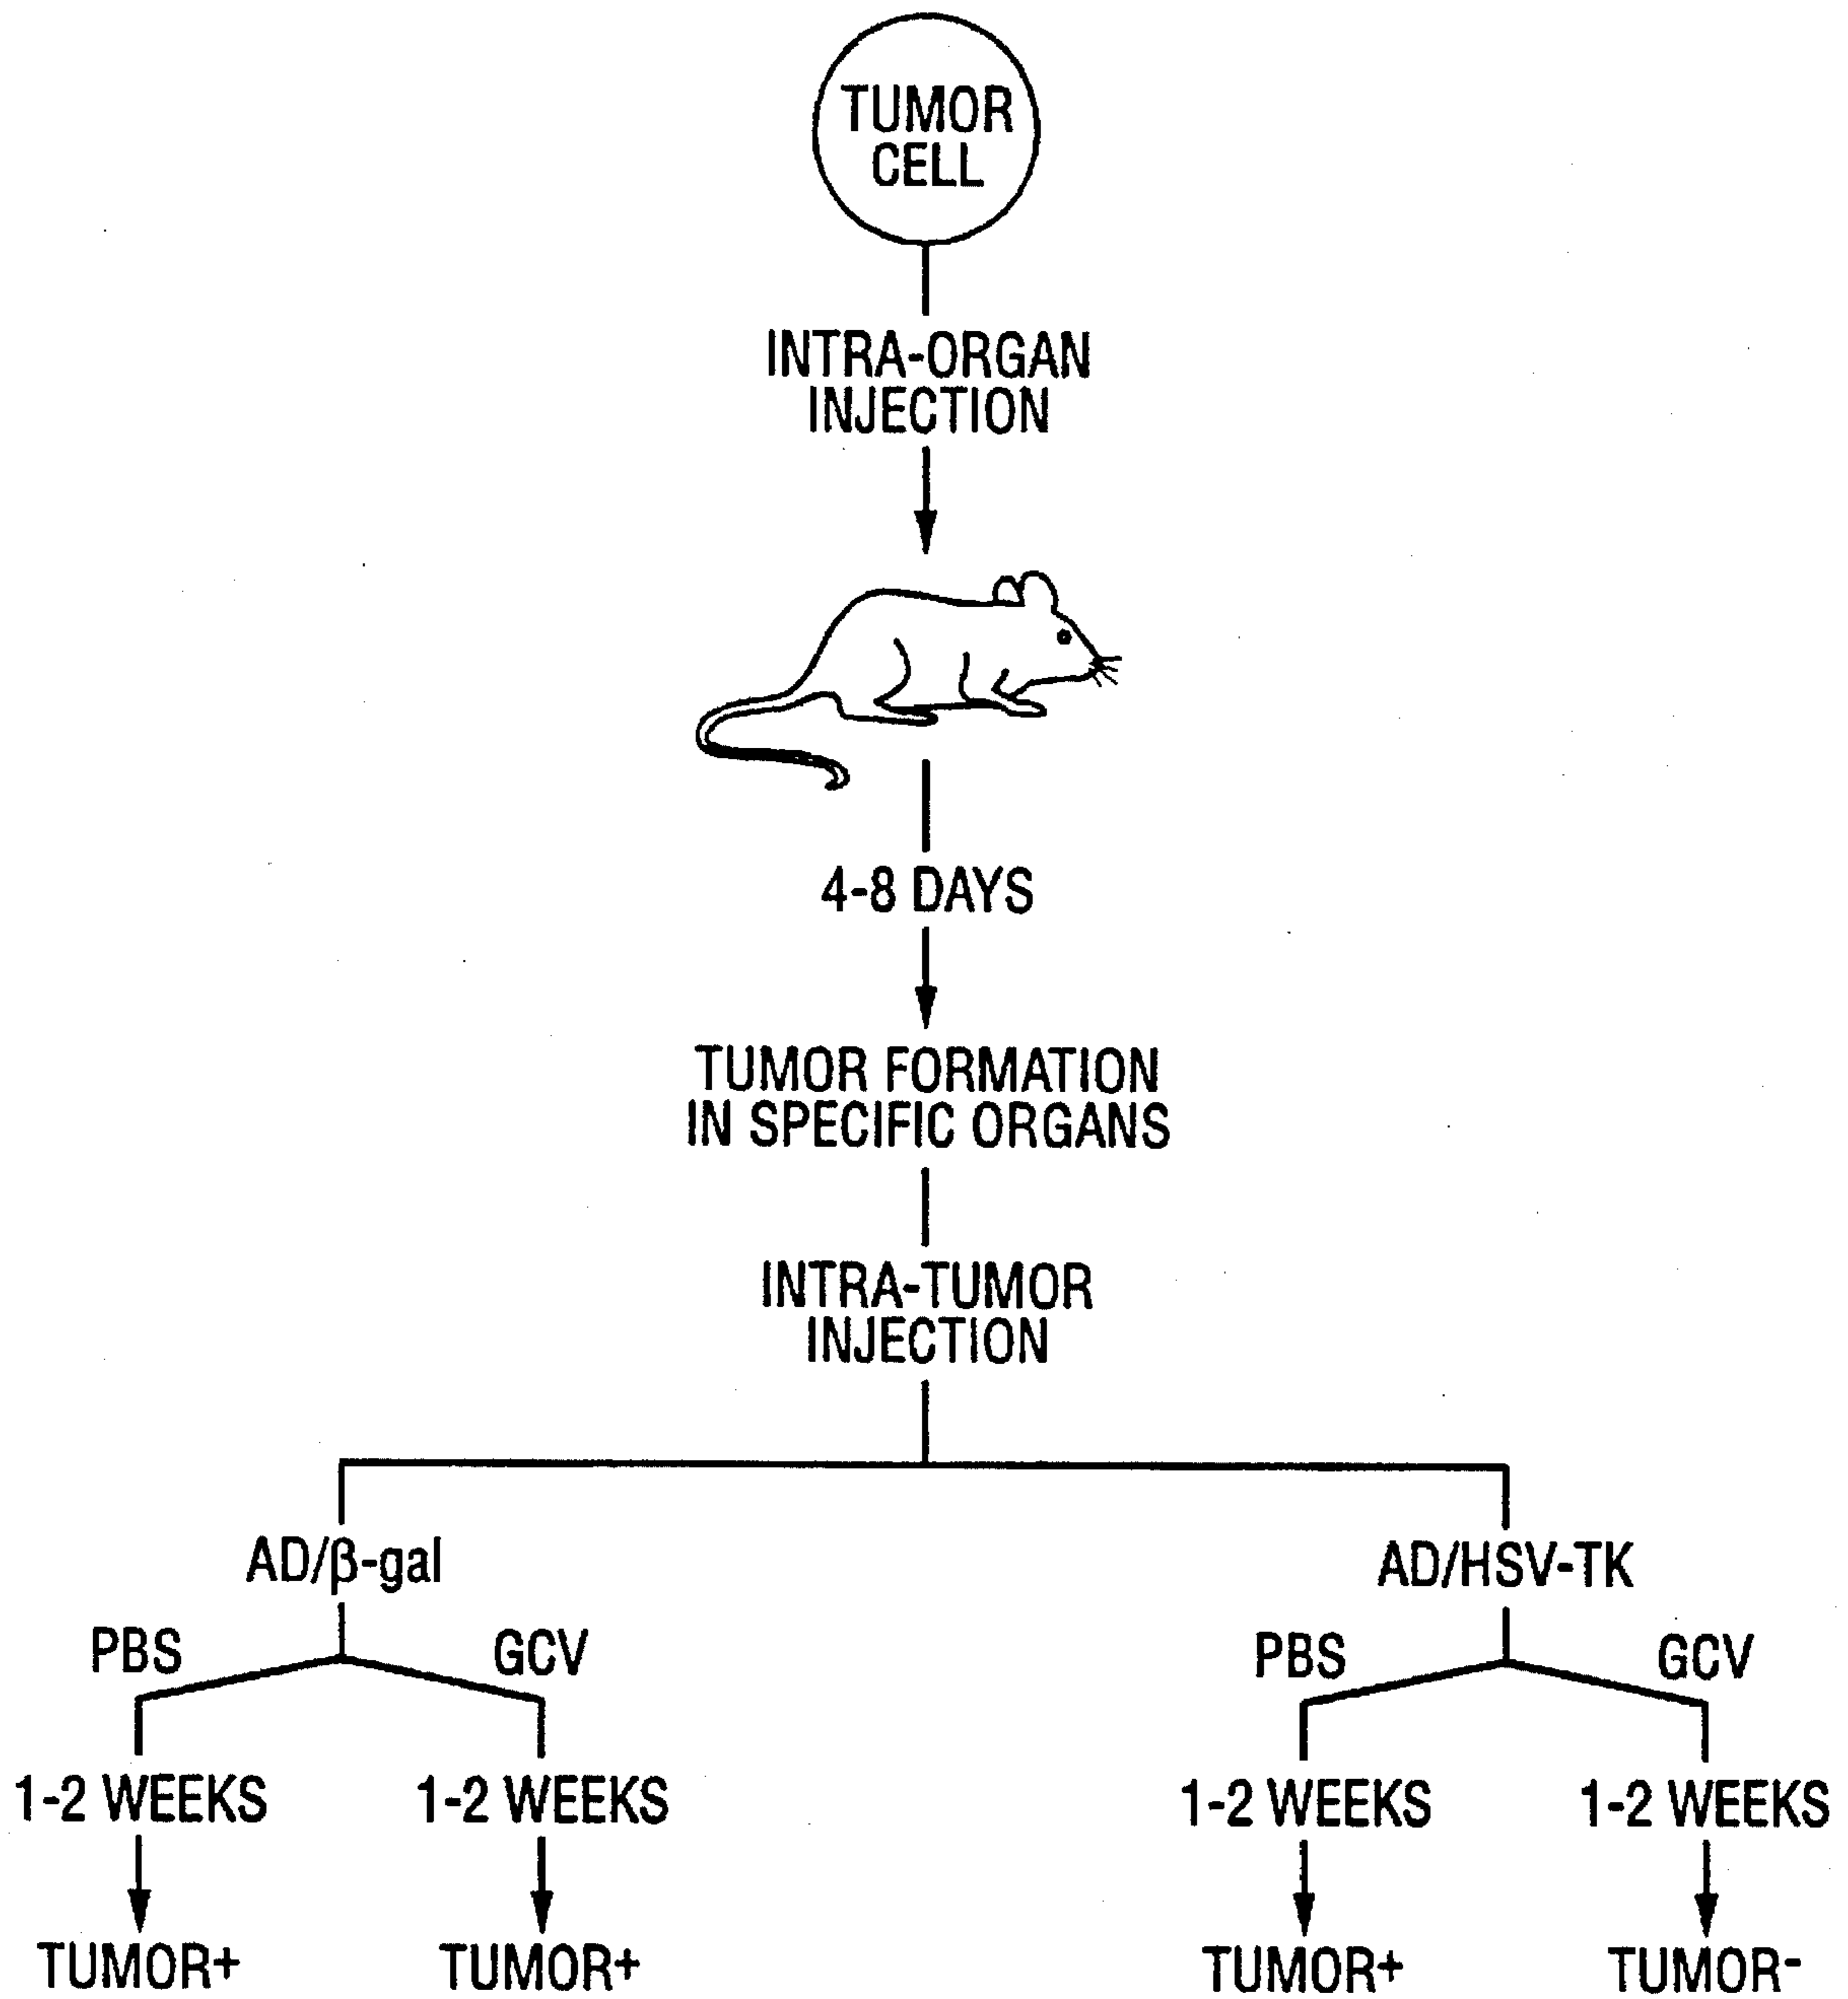 TUMOR
CELL
INTRA-ORGAN
INJECTION
4-8 DAYS
TUMOR FORMATION
IN SPECIFIC ORGANS
INTRA-TUMOR
INJECTION
AD/β-gal
AD/HSV-TK
PBS
GCV
PBS
GCV
1-2 WEEKS
1-2 WEEKS
1-2 WEEKS
1-2 WEEKS
TUMOR+
TUMOR+
TUMOR+
TUMOR-